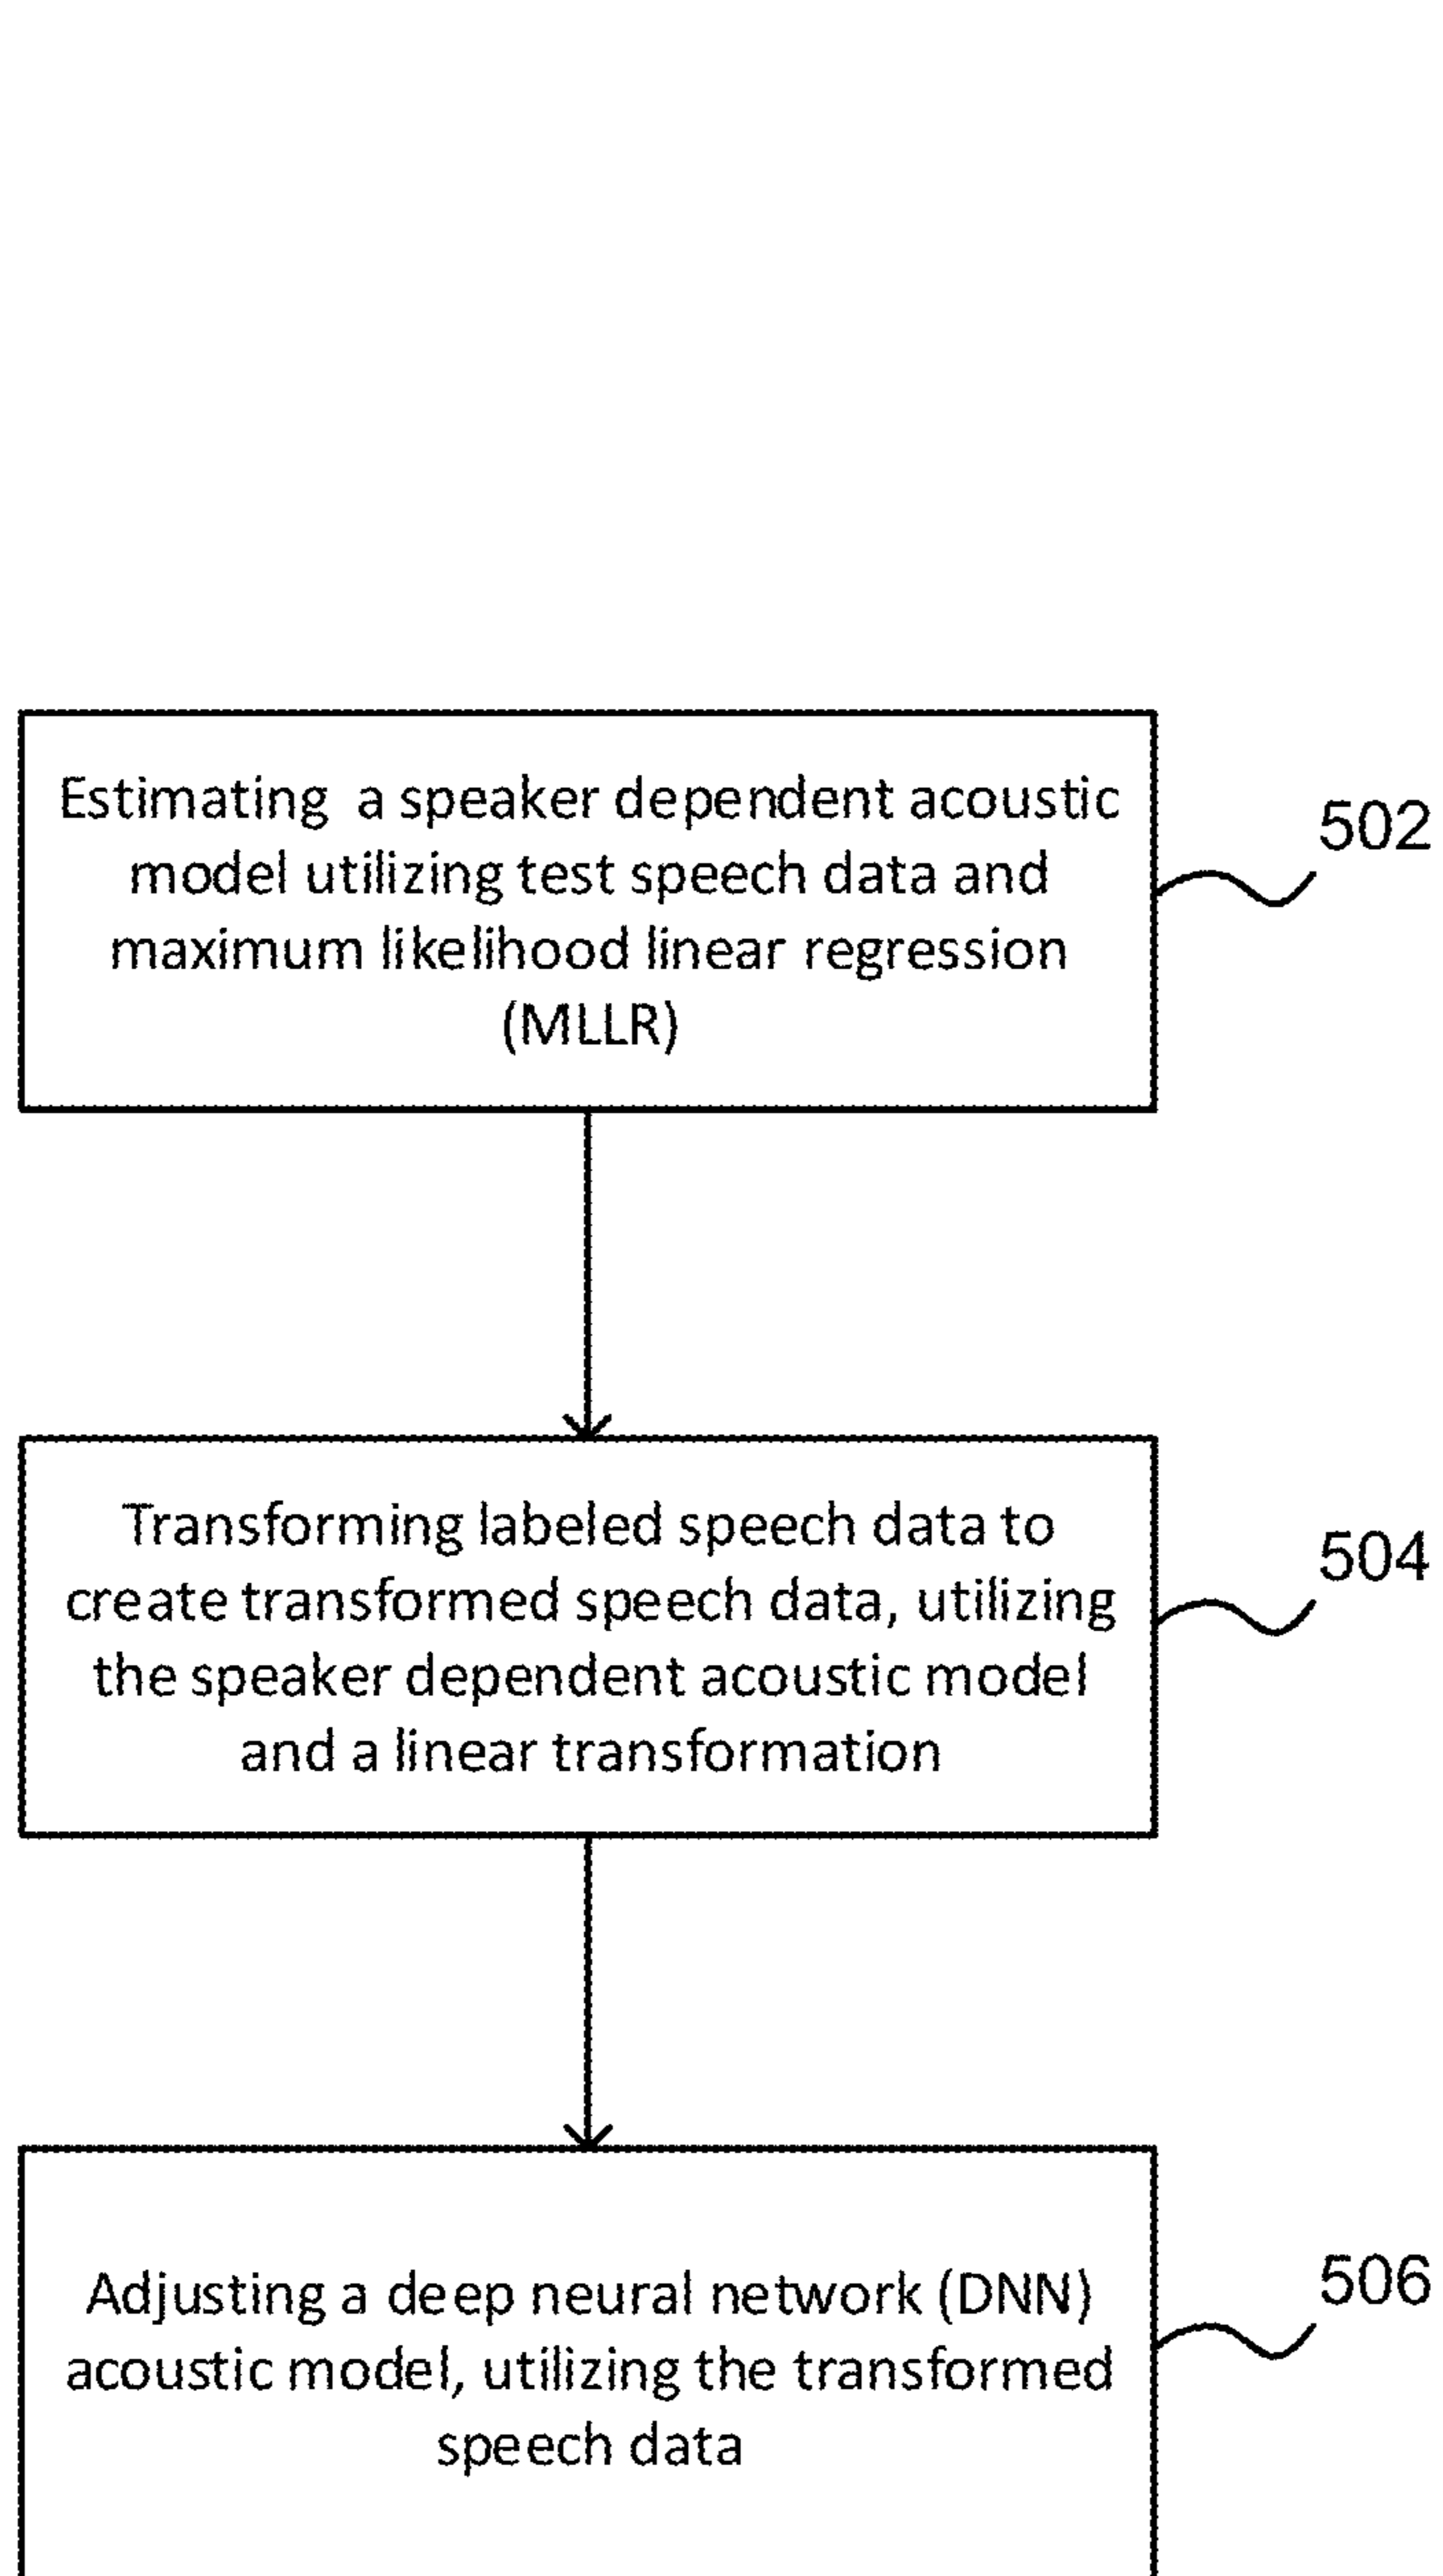 Estimating a speaker dependent acoustic
model utilizing test speech data and
maximum likelihood linear regression
(MLLR)
502
Transforming labeled speech data to
create transformed speech data, utilizing
the speaker dependent acoustic model
and a linear transformation
504
Adjusting a deep neural network (DNN)
acoustic model, utilizing the transformed
speech data
506